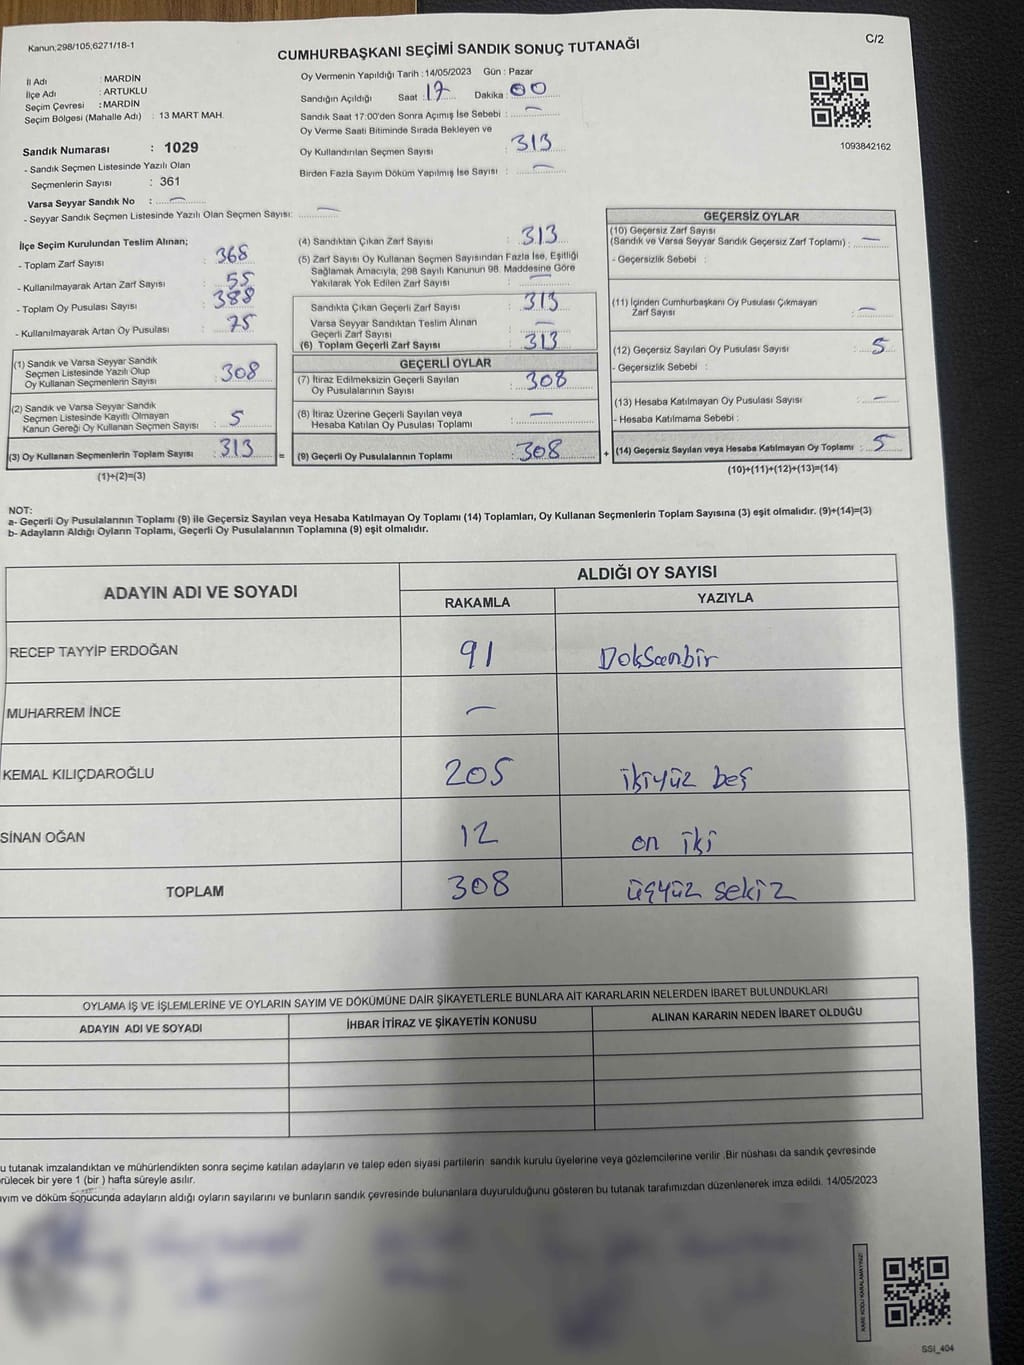 Kanun,298/105,6271/18-1
C/2
CUMHURBAŞKANI SEÇİMİ SANDIK SONUÇ TUTANAĞI
İl Adı : MARDİN
İlçe Adı : ARTUKLU
Seçim Çevresi : MARDİN
Seçim Bölgesi (Mahalle Adı) : 13 MART MAH.
Sandık Numarası : 1029
- Sandık Seçmen Listesinde Yazılı Olan
Seçmenlerin Sayısı : 361
Varsa Seyyar Sandık No : —
- Seyyar Sandık Seçmen Listesinde Yazılı Olan Seçmen Sayısı: —
Oy Vermenin Yapıldığı Tarih : 14/05/2023 Gün : Pazar
Sandığın Açıldığı Saat : 17 Dakika : 00
Sandık Saat 17:00'den Sonra Açımış İse Sebebi : —
Oy Verme Saati Bitiminde Sırada Bekleyen ve
Oy Kullandırılan Seçmen Sayısı : 313
Birden Fazla Sayım Döküm Yapılmış İse Sayısı : —
1093842162
İlçe Seçim Kurulundan Teslim Alınan;
- Toplam Zarf Sayısı : 368
- Kullanılmayarak Artan Zarf Sayısı : 55
- Toplam Oy Pusulası Sayısı : 388
- Kullanılmayarak Artan Oy Pusulası : 75
(1) Sandık ve Varsa Seyyar Sandık
Seçmen Listesinde Yazılı Olup
Oy Kullanan Seçmenlerin Sayısı : 308
(2) Sandık ve Varsa Seyyar Sandık
Seçmen Listesinde Kayıtlı Olmayan
Kanun Gereği Oy Kullanan Seçmen Sayısı : 5
(3) Oy Kullanan Seçmenlerin Toplam Sayısı : 313 =
(1)+(2)=(3)
(4) Sandıktan Çıkan Zarf Sayısı : 313
(5) Zarf Sayısı Oy Kullanan Seçmen Sayısından Fazla İse, Eşitliği
Sağlamak Amacıyla, 298 Sayılı Kanunun 98. Maddesine Göre
Yakılarak Yok Edilen Zarf Sayısı : —
Sandıkta Çıkan Geçerli Zarf Sayısı : 313
Varsa Seyyar Sandıktan Teslim Alınan
Geçerli Zarf Sayısı : —
(6) Toplam Geçerli Zarf Sayısı : 313
GEÇERLİ OYLAR
(7) İtiraz Edilmeksizin Geçerli Sayılan
Oy Pusulalarının Sayısı : 308
(8) İtiraz Üzerine Geçerli Sayılan veya
Hesaba Katılan Oy Pusulası Toplamı : —
(9) Geçerli Oy Pusulalarının Toplamı : 308 +
GEÇERSİZ OYLAR
(10) Geçersiz Zarf Sayısı
(Sandık ve Varsa Seyyar Sandık Geçersiz Zarf Toplamı) : —
- Geçersizlik Sebebi :
(11) İçinden Cumhurbaşkanı Oy Pusulası Çıkmayan
Zarf Sayısı : —
(12) Geçersiz Sayılan Oy Pusulası Sayısı : 5
- Geçersizlik Sebebi :
(13) Hesaba Katılmayan Oy Pusulası Sayısı : —
- Hesaba Katılmama Sebebi :
(14) Geçersiz Sayılan veya Hesaba Katılmayan Oy Toplamı : 5
(10)+(11)+(12)+(13)=(14)
NOT:
a- Geçerli Oy Pusulalarının Toplamı (9) ile Geçersiz Sayılan veya Hesaba Katılmayan Oy Toplamı (14) Toplamları, Oy Kullanan Seçmenlerin Toplam Sayısına (3) eşit olmalıdır. (9)+(14)=(3)
b- Adayların Aldığı Oyların Toplamı, Geçerli Oy Pusulalarının Toplamına (9) eşit olmalıdır.
ADAYIN ADI VE SOYADI
ALDIĞI OY SAYISI
RAKAMLA YAZIYLA
RECEP TAYYİP ERDOĞAN 91 Doksanbir
MUHARREM İNCE —
KEMAL KILIÇDAROĞLU 205 ikiyüz beş
SİNAN OĞAN 12 on iki
TOPLAM 308 üçyüz sekiz
OYLAMA İŞ VE İŞLEMLERİNE VE OYLARIN SAYIM VE DÖKÜMÜNE DAİR ŞİKAYETLERLE BUNLARA AİT KARARLARIN NELERDEN İBARET BULUNDUKLARI
ADAYIN ADI VE SOYADI İHBAR İTİRAZ VE ŞİKAYETİN KONUSU ALINAN KARARIN NEDEN İBARET OLDUĞU
u tutanak imzalandıktan ve mühürlendikten sonra seçime katılan adayların ve talep eden siyasi partilerin sandık kurulu üyelerine veya gözlemcilerine verilir .Bir nüshası da sandık çevresinde
rülecek bir yere 1 (bir ) hafta süreyle asılır.
ayım ve döküm sonucunda adayların aldığı oyların sayılarını ve bunların sandık çevresinde bulunanlara duyurulduğunu gösteren bu tutanak tarafımızdan düzenlenerek imza edildi. 14/05/2023
KARE KODU KARALAMAYINIZ!
SSI_404